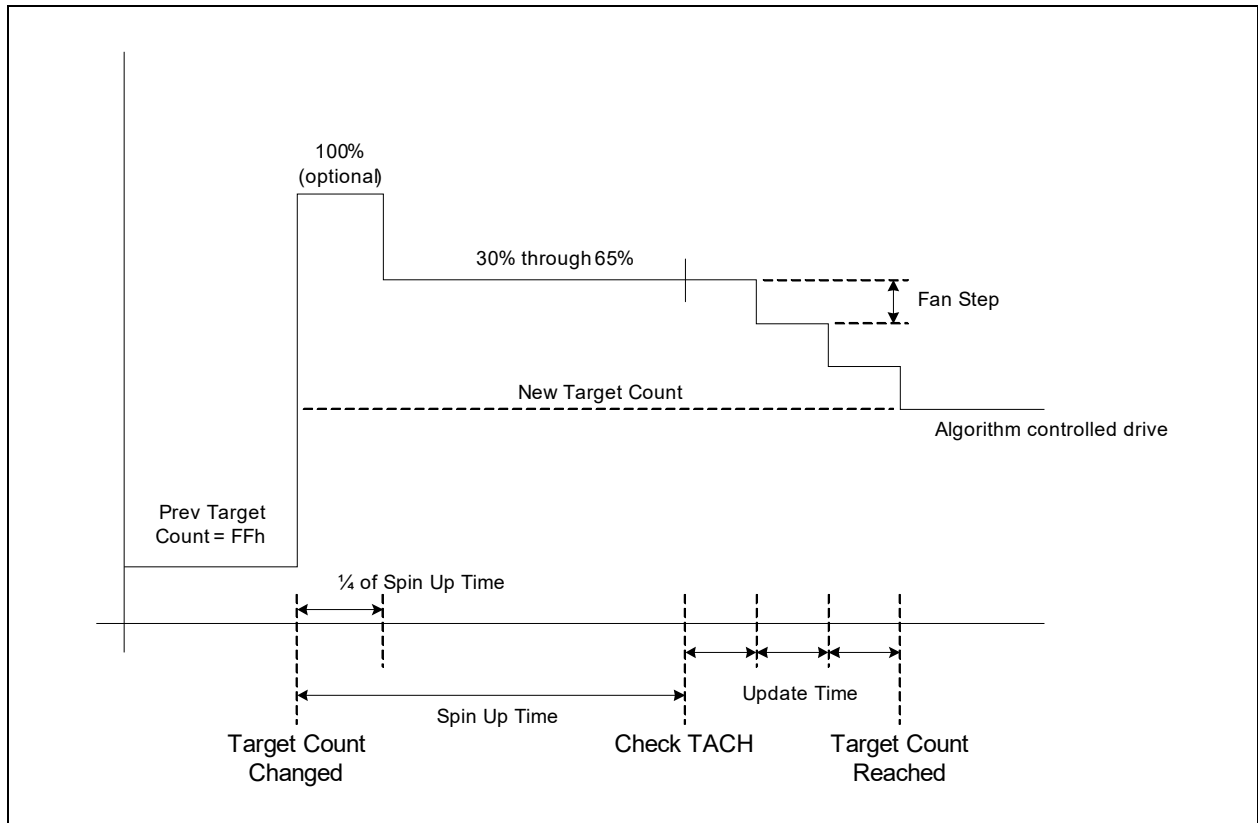 100%
(optional)
30% through 65%
Fan Step
New Target Count
Algorithm controlled drive
Prev Target
Count = FFh
¼ of Spin Up Time
Update Time
Spin Up Time
Target Count
Changed
Check TACH
Target Count
Reached